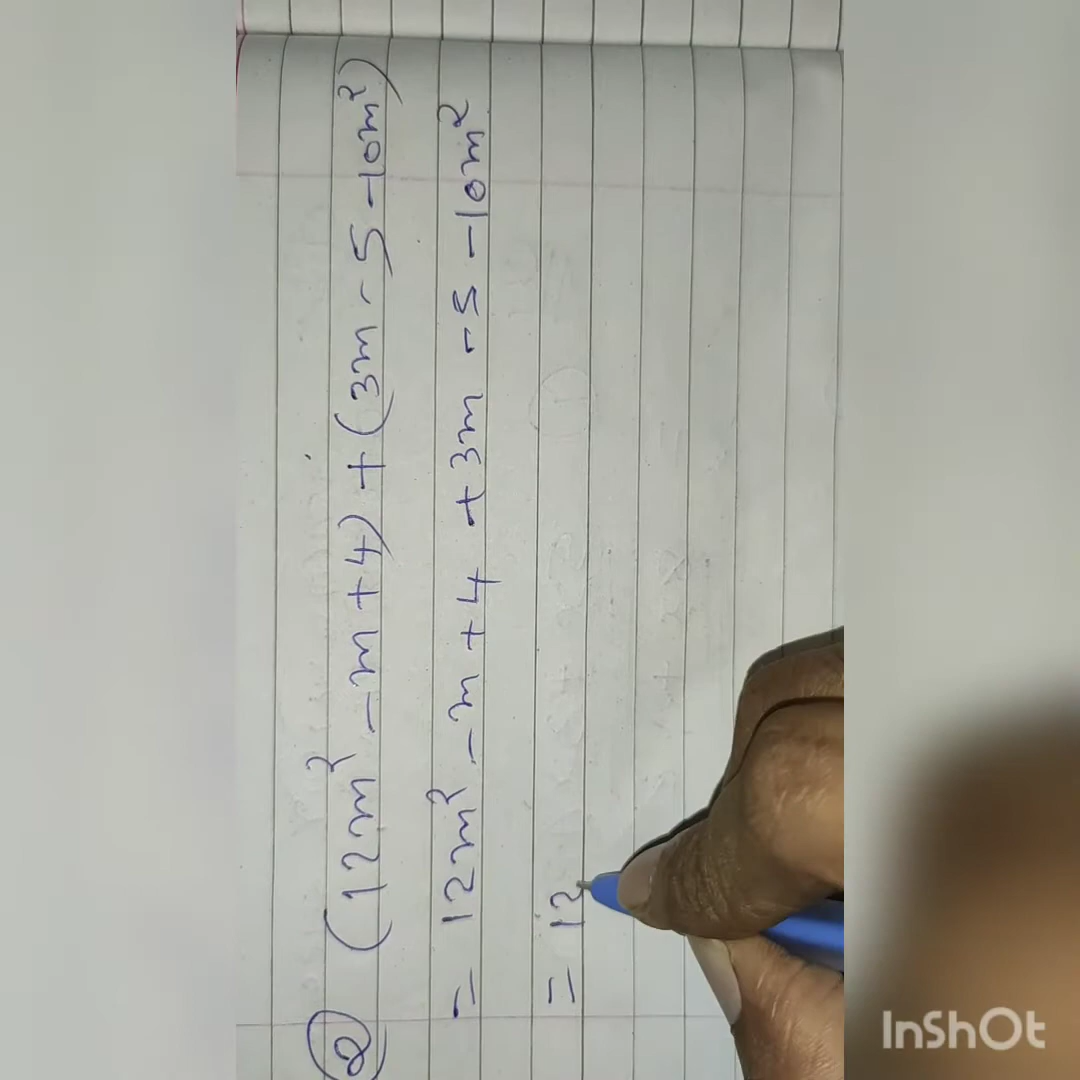 ② (12m² - m + 4) + (3m - 5 - 10m²)
= 12m² - m + 4 + 3m - 5 - 10m²
= 12
InShOt